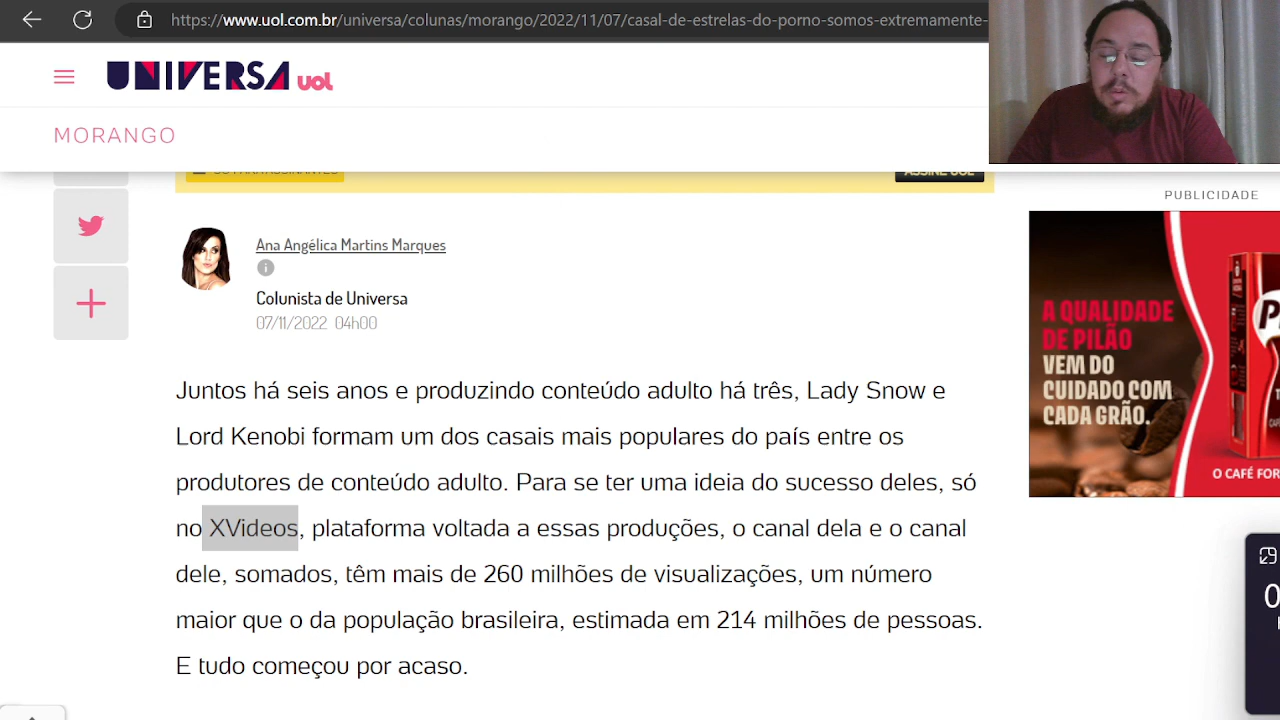 https://www.uol.com.br/universa/colunas/morango/2022/11/07/casal-de-estrelas-do-porno-somos-extremamente-
UNIVERSA uol
MORANGO
SÓ PARA ASSINANTES
ASSINE UOL
PUBLICIDADE
Ana Angélica Martins Marques
i
Colunista de Universa
07/11/2022 04h00
Juntos há seis anos e produzindo conteúdo adulto há três, Lady Snow e
Lord Kenobi formam um dos casais mais populares do país entre os
produtores de conteúdo adulto. Para se ter uma ideia do sucesso deles, só
no XVideos, plataforma voltada a essas produções, o canal dela e o canal
dele, somados, têm mais de 260 milhões de visualizações, um número
maior que o da população brasileira, estimada em 214 milhões de pessoas.
E tudo começou por acaso.
A QUALIDADE
DE PILÃO
VEM DO
CUIDADO COM
CADA GRÃO.
O CAFÉ FOR
0